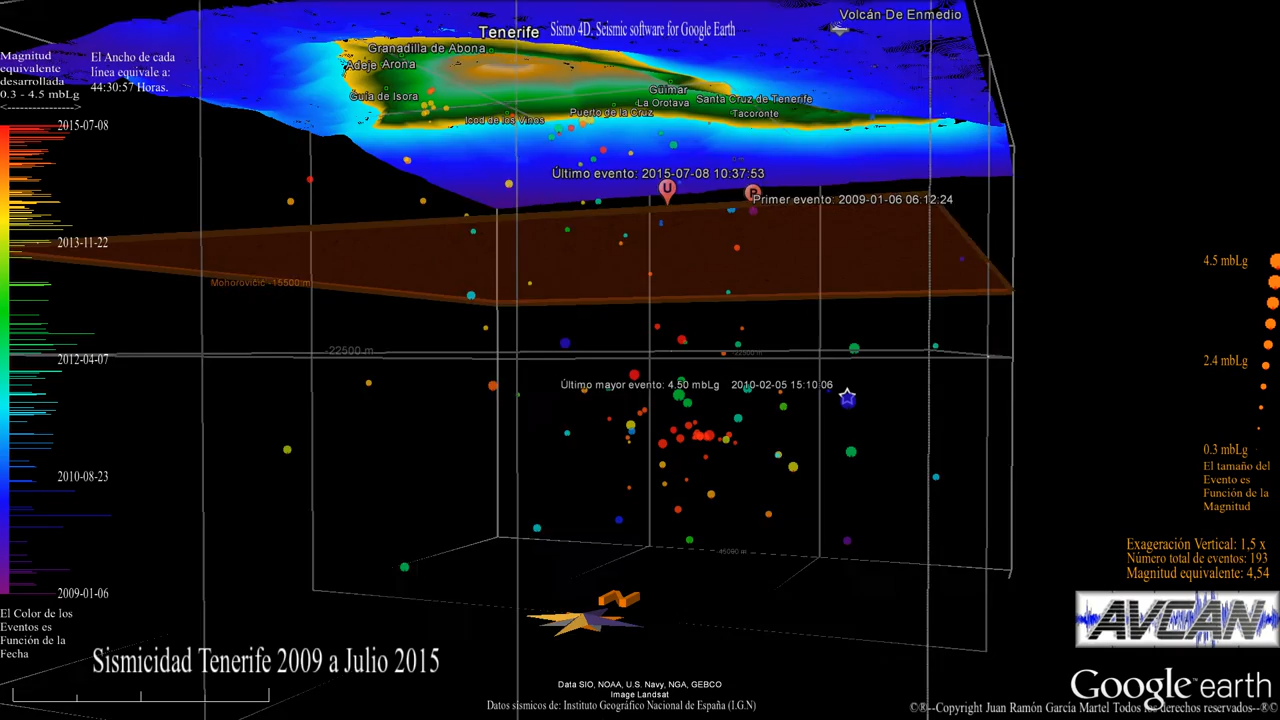 Volcán De Enmedio
Tenerife
Sismo 4D. Seismic software for Google Earth
Granadilla de Abona
Adeje
Arona
Guía de Isora
Güímar
La Orotava
Santa Cruz de Tenerife
Puerto de la Cruz
Tacoronte
Icod de los Vinos
Magnitud
equivalente
desarrollada
0.3 - 4.5 mbLg
<---------------->
El Ancho de cada
línea equivale a:
44:30:57 Horas.
2015-07-08
2013-11-22
2012-04-07
2010-08-23
2009-01-06
0 m
Último evento: 2015-07-08 10:37:53
U
P
Primer evento: 2009-01-06 06:12:24
Mohorovičić -15500 m
-22500 m
-22500 m
Último mayor evento: 4.50 mbLg 2010-02-05 15:10:06
-45000 m
4.5 mbLg
2.4 mbLg
0.3 mbLg
El tamaño del
Evento es
Función de la
Magnitud
Exageración Vertical: 1,5 x
Número total de eventos: 193
Magnitud equivalente: 4,54
AVCAN
El Color de los
Eventos es
Función de la
Fecha
Sismicidad Tenerife 2009 a Julio 2015
N
Data SIO, NOAA, U.S. Navy, NGA, GEBCO
Image Landsat
Datos sísmicos de: Instituto Geográfico Nacional de España (I.G.N)
Google™ earth
©®--Copyright Juan Ramón García Martel Todos los derechos reservados--®©